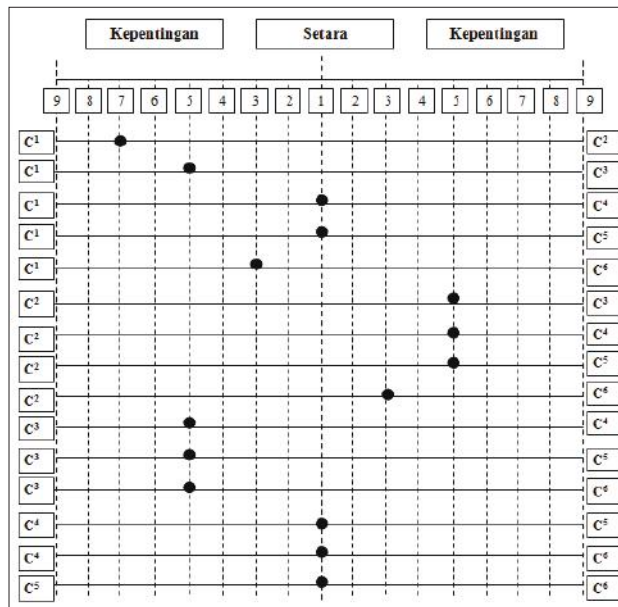 Kepentingan Setara Kepentingan
9 8 7 6 5 4 3 2 1 2 3 4 5 6 7 8 9
C¹ C²
C¹ C³
C¹ C⁴
C¹ C⁵
C¹ C⁶
C² C³
C² C⁴
C² C⁵
C² C⁶
C³ C⁴
C³ C⁵
C³ C⁶
C⁴ C⁵
C⁴ C⁶
C⁵ C⁶